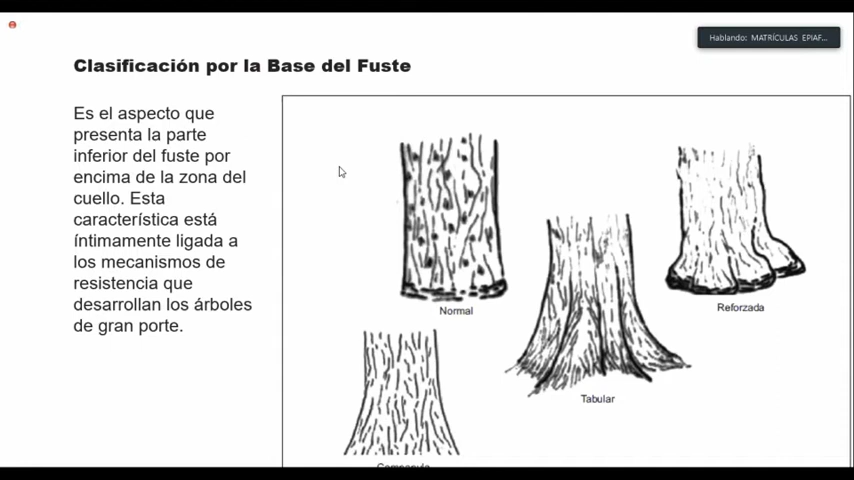 Hablando: MATRÍCULAS EPIAF...
Clasificación por la Base del Fuste
Es el aspecto que
presenta la parte
inferior del fuste por
encima de la zona del
cuello. Esta
característica está
íntimamente ligada a
los mecanismos de
resistencia que
desarrollan los árboles
de gran porte.
Normal
Reforzada
Tabular